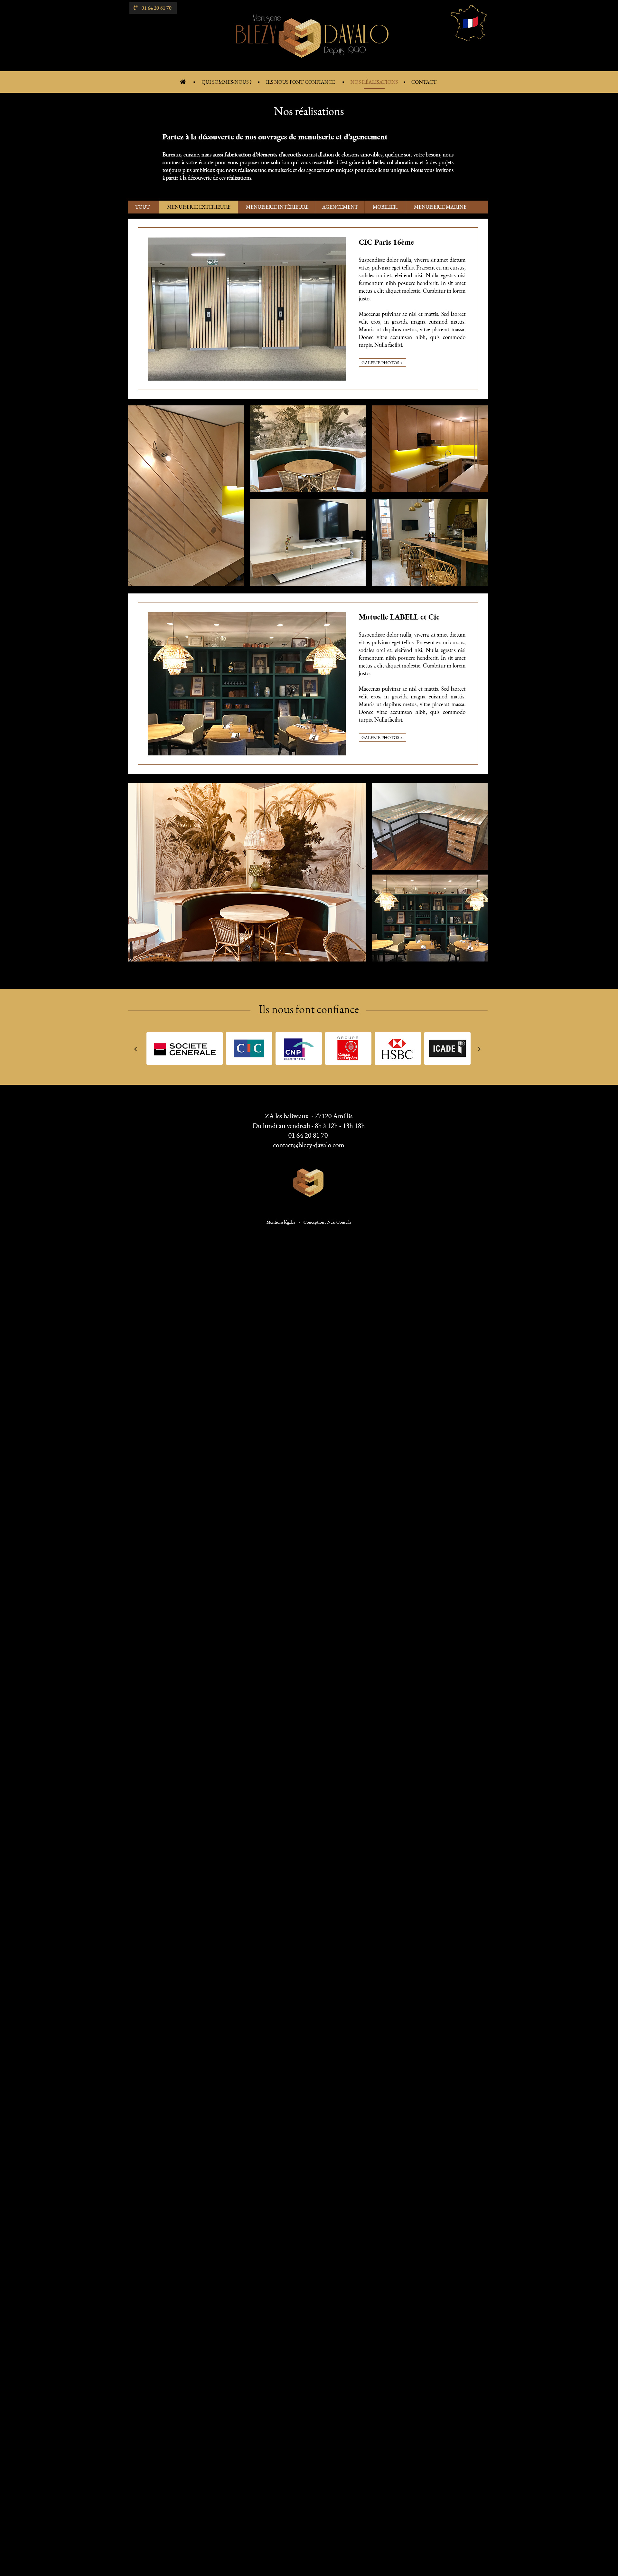 01 64 20 81 70
Menuiserie
BLEZY DAVALO
Depuis 1990
QUI SOMMES-NOUS ! • ILS NOUS FONT CONFIANCE • NOS RÉALISATIONS • CONTACT
Nos réalisations
Partez à la découverte de nos ouvrages de menuiserie et d'agencement
Bureaux, cuisine, mais aussi fabrication d'éléments d'accueils ou installation de cloisons amovibles, quelque soit votre besoin, nous
sommes à votre écoute pour vous proposer une solution qui vous ressemble. C'est grâce à de belles collaborations et à des projets
toujours plus ambitieux que nous réalisons une menuiserie et des agencements uniques pour des clients uniques. Nous vous invitons
à partir à la découverte de ces réalisations.
TOUT MENUISERIE EXTERIEURE MENUISERIE INTÉRIEURE AGENCEMENT MOBILIER MENUISERIE MARINE
CIC Paris 16ème
Suspendisse dolor nulla, viverra sit amet dictum
vitae, pulvinar eget tellus. Praesent eu mi cursus,
sodales orci et, eleifend nisi. Nulla egestas nisi
fermentum nibh posuere hendrerit. In sit amet
metus a elit aliquet molestie. Curabitur in lorem
justo.
Maecenas pulvinar ac nisl et mattis. Sed laoreet
velit eros, in gravida magna euismod mattis.
Mauris ut dapibus metus, vitae placerat massa.
Donec vitae accumsan nibh, quis commodo
turpis. Nulla facilisi.
GALERIE PHOTOS >
Mutuelle LABELL et Cie
Suspendisse dolor nulla, viverra sit amet dictum
vitae, pulvinar eget tellus. Praesent eu mi cursus,
sodales orci et, eleifend nisi. Nulla egestas nisi
fermentum nibh posuere hendrerit. In sit amet
metus a elit aliquet molestie. Curabitur in lorem
justo.
Maecenas pulvinar ac nisl et mattis. Sed laoreet
velit eros, in gravida magna euismod mattis.
Mauris ut dapibus metus, vitae placerat massa.
Donec vitae accumsan nibh, quis commodo
turpis. Nulla facilisi.
GALERIE PHOTOS >
Ils nous font confiance
SOCIETE GENERALE
CIC
CNP
ASSURANCES
GROUPE
Caisse des Dépôts
HSBC
ICADE
ZA les baliveaux - 77120 Amillis
Du lundi au vendredi - 8h à 12h - 13h 18h
01 64 20 81 70
contact@blezy-davalo.com
Mentions légales - Conception : Next Conseils